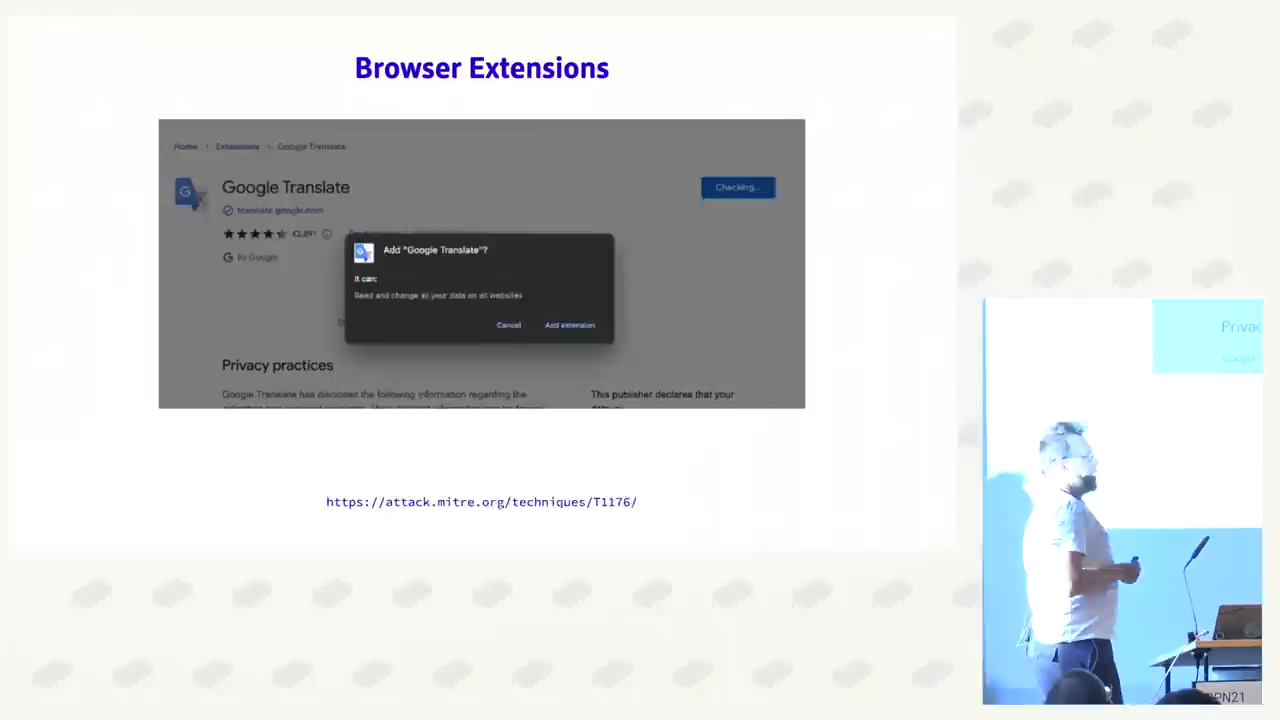 Browser Extensions
Home › Extensions › Google Translate
Google Translate
Checking...
translate.google.com
By Google
Add "Google Translate"?
It can:
Read and change all your data on all websites
Cancel Add extension
Privacy practices
Google Translate has disclosed the following information regarding the
This publisher declares that your
https://attack.mitre.org/techniques/T1176/
Privac